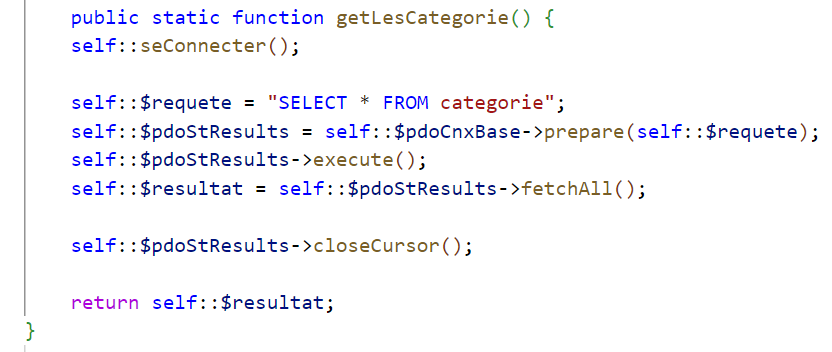 public static function getLesCategorie() {
self::seConnecter();
self::$requete = "SELECT * FROM categorie";
self::$pdoStResults = self::$pdoCnxBase->prepare(self::$requete);
self::$pdoStResults->execute();
self::$resultat = self::$pdoStResults->fetchAll();
self::$pdoStResults->closeCursor();
return self::$resultat;
}